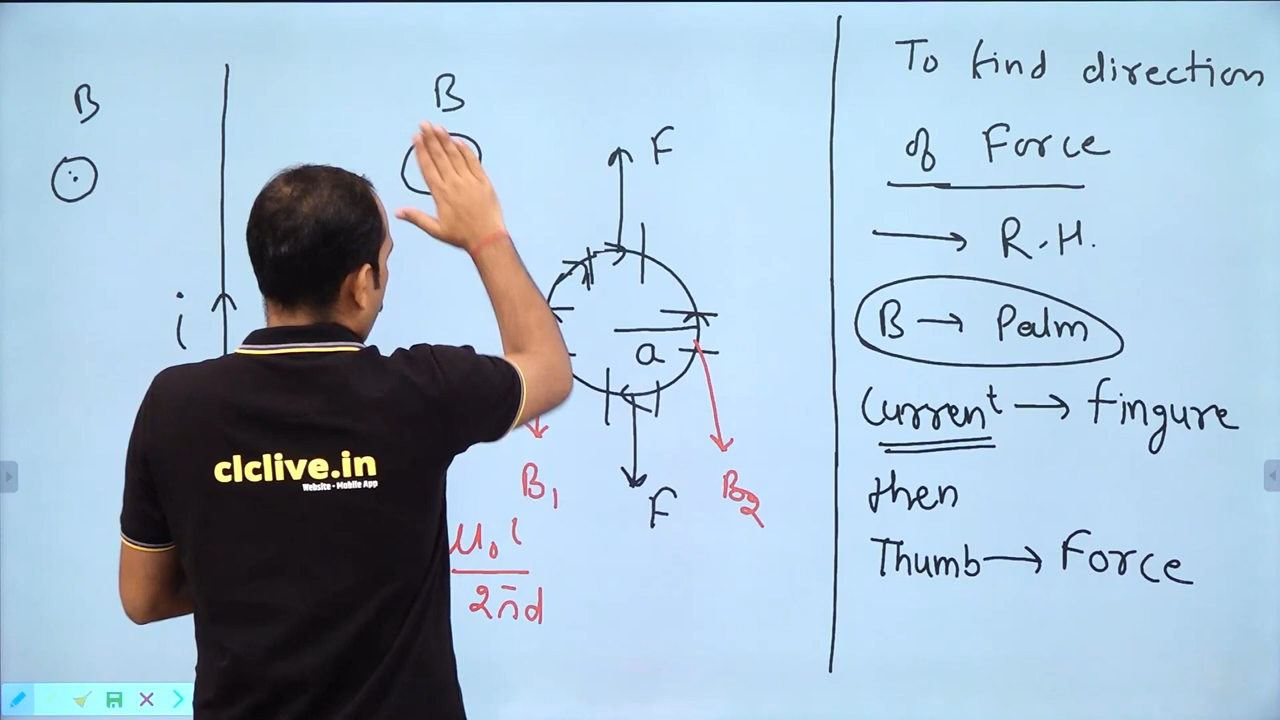 B
B
i
F
a
F
B1
B2
μ0 i
2πd
To find direction
of Force
→ R.H.
B → Palm
Current → fingure
then
Thumb → Force
clclive.in
Website - Mobile App